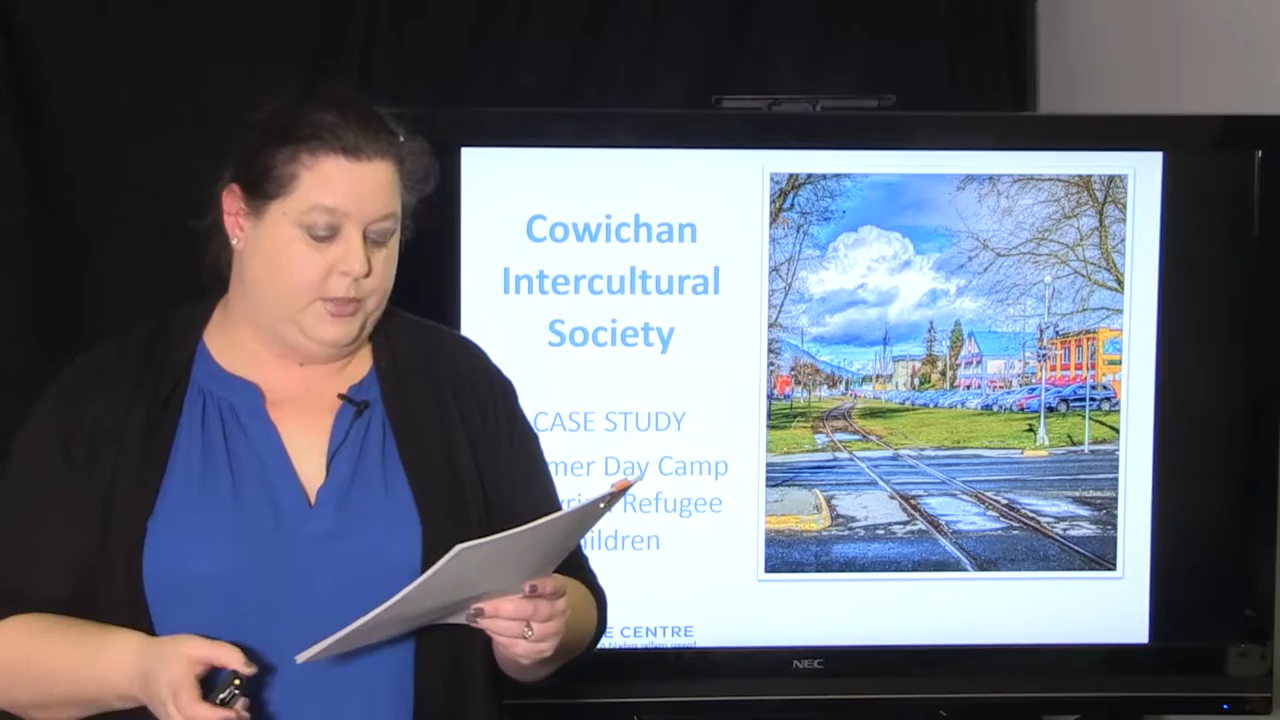 Cowichan
Intercultural
Society
CASE STUDY
mer Day Camp
Refugee
ildren
E CENTRE
NEC